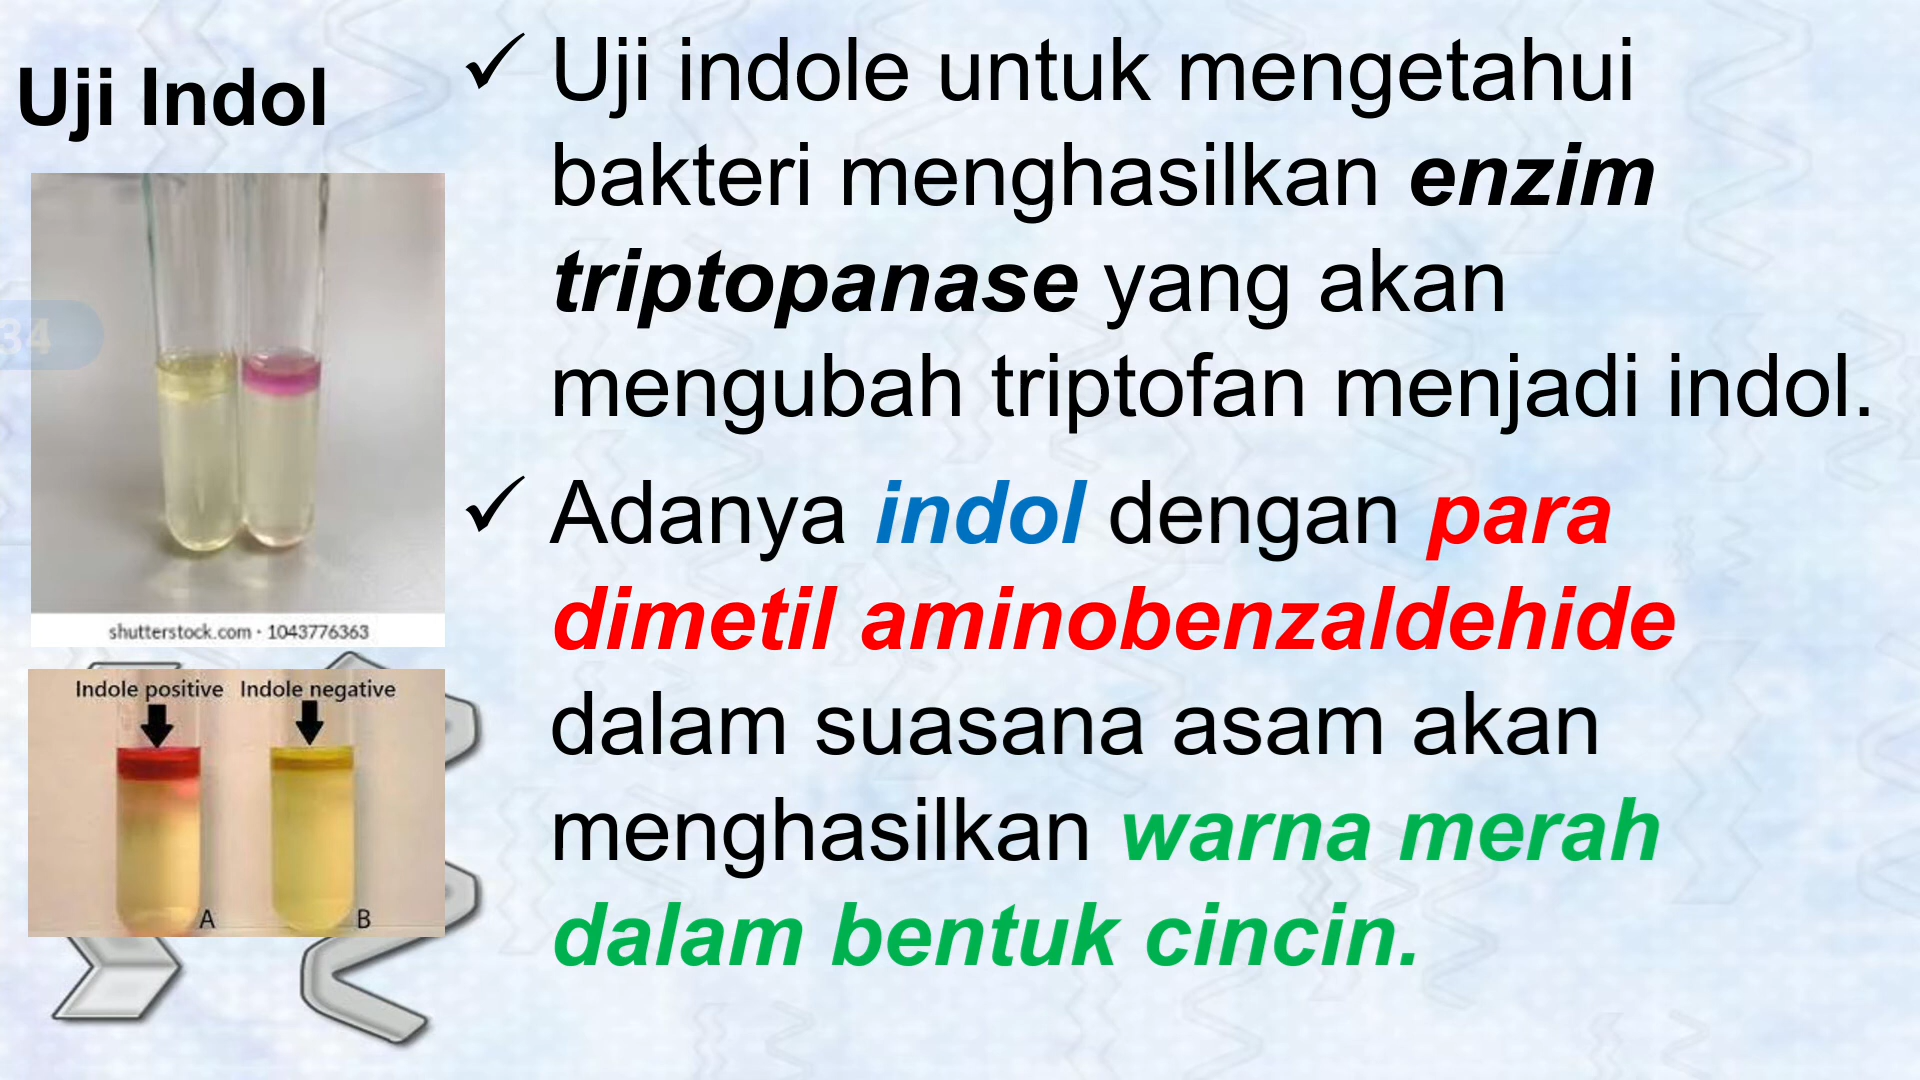 Uji Indol
✓ Uji indole untuk mengetahui
bakteri menghasilkan enzim
triptopanase yang akan
mengubah triptofan menjadi indol.
✓ Adanya indol dengan para
dimetil aminobenzaldehide
dalam suasana asam akan
menghasilkan warna merah
dalam bentuk cincin.
34
shutterstock.com · 1043776363
Indole positive Indole negative
A B